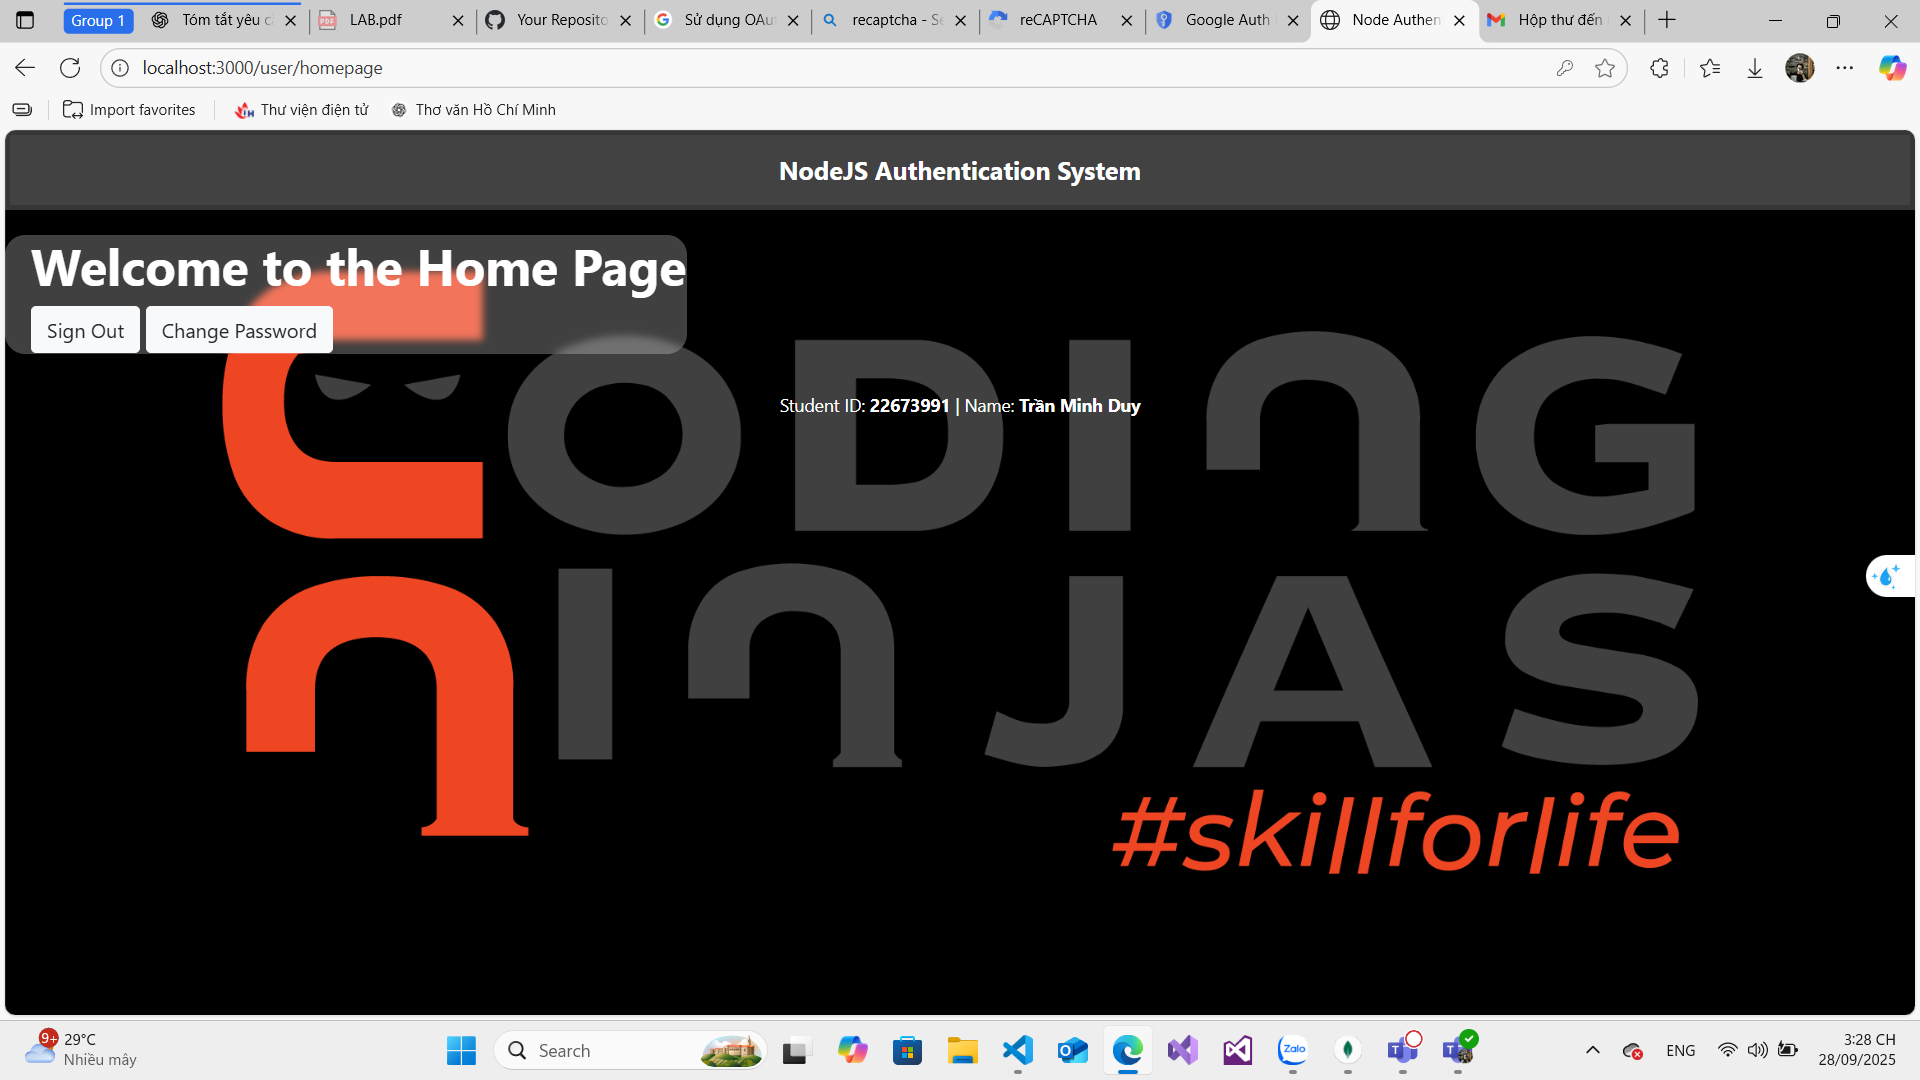 Group 1
Tóm tắt yêu c
LAB.pdf
Your Reposito
Sử dụng OAu
recaptcha - Se
reCAPTCHA
Google Auth
Node Authen
Hộp thư đến
localhost:3000/user/homepage
Import favorites
Thư viện điện tử
Thơ văn Hồ Chí Minh
NodeJS Authentication System
Welcome to the Home Page
Sign Out
Change Password
Student ID: 22673991 | Name: Trần Minh Duy
CODING
NINJAS
#skillforlife
9+
29°C
Nhiều mây
Search
Zalo
ENG
3:28 CH
28/09/2025